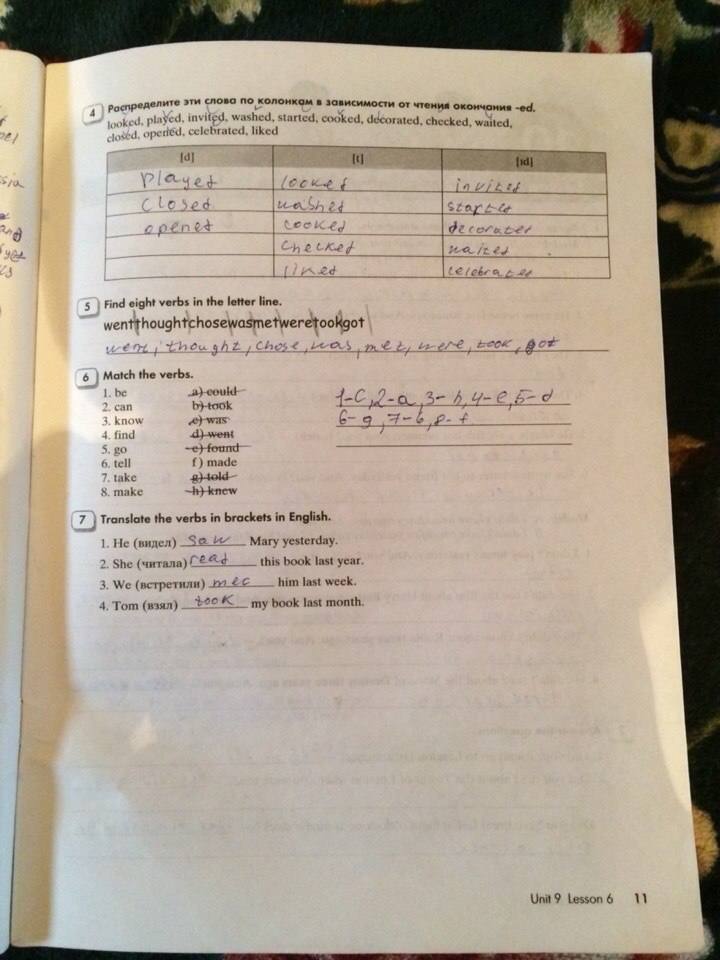 4 Распределите эти слова по колонкам в зависимости от чтения окончания -ed.
looked, played, invited, washed, started, cooked, decorated, checked, waited,
closed, opened, celebrated, liked
[d] [t] [ɪd]
played looked invited
closed washed started
opened cooked decorated
checked waited
liked celebrated
5 Find eight verbs in the letter line.
wentthoughtchosewasmetweretookgot
went, thought, chose, was, met, were, took, got
6 Match the verbs.
1. be a) could 1-c, 2-a, 3-h, 4-e, 5-d
2. can b) took 6-g, 7-b, 8-f
3. know c) was
4. find d) went
5. go e) found
6. tell f) made
7. take g) told
8. make h) knew
7 Translate the verbs in brackets in English.
1. He (видел) saw Mary yesterday.
2. She (читала) read this book last year.
3. We (встретили) met him last week.
4. Tom (взял) took my book last month.
Unit 9 Lesson 6 11